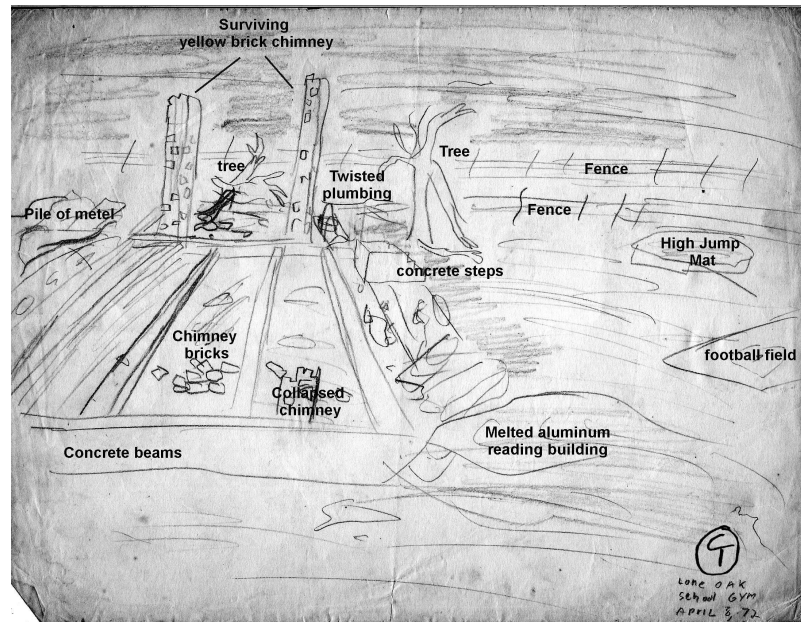 Surviving
yellow brick chimney
tree
Tree
Twisted
plumbing
Fence
Fence
Pile of metel
High Jump
Mat
concrete steps
Chimney
bricks
football field
Collapsed
chimney
Melted aluminum
reading building
Concrete beams
CT
Lone OAK
School GYM
APRIL 8, 72